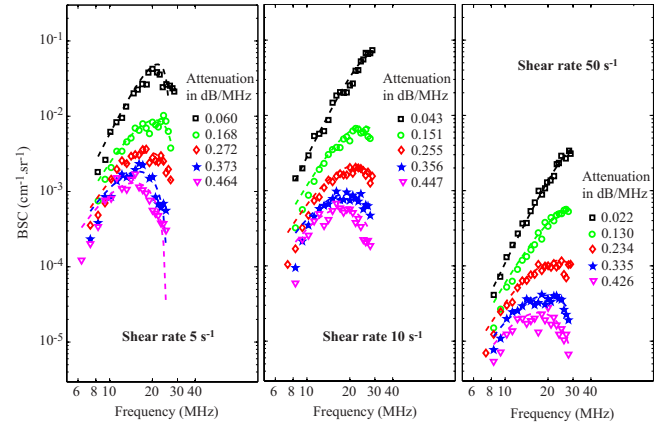 BSC (cm⁻¹.sr⁻¹)
10⁻¹
10⁻²
10⁻³
10⁻⁴
10⁻⁵
Attenuation
in dB/MHz
0.060
0.168
0.272
0.373
0.464
Shear rate 5 s⁻¹
6 8 10 20 30 40
Frequency (MHz)
Attenuation
in dB/MHz
0.043
0.151
0.255
0.356
0.447
Shear rate 10 s⁻¹
6 8 10 20 30 40
Frequency (MHz)
Shear rate 50 s⁻¹
Attenuation
in dB/MHz
0.022
0.130
0.234
0.335
0.426
6 8 10 20 30 40
Frequency (MHz)